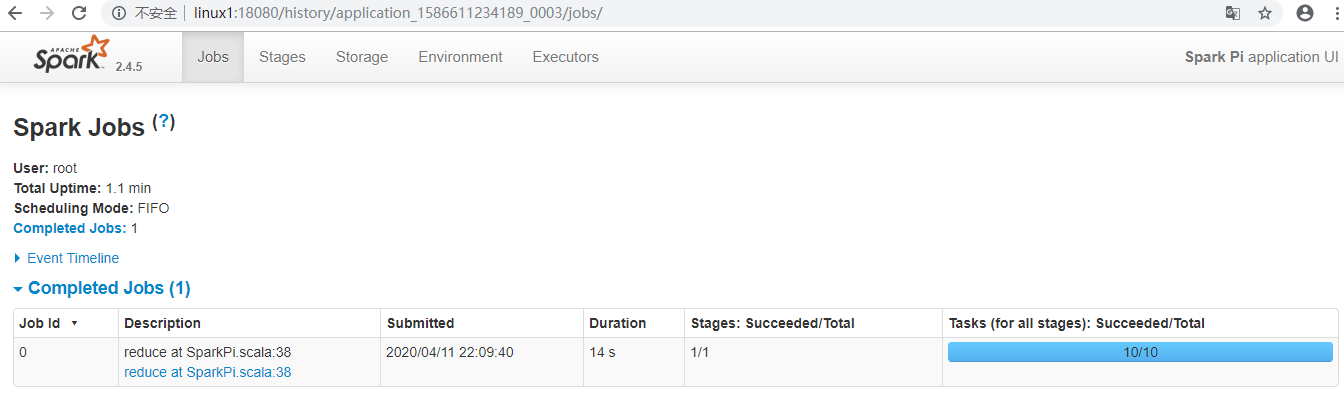 不安全 | linux1:18080/history/application_1586611234189_0003/jobs/
APACHE Spark 2.4.5 Jobs Stages Storage Environment Executors Spark Pi application UI
Spark Jobs (?)
User: root
Total Uptime: 1.1 min
Scheduling Mode: FIFO
Completed Jobs: 1
Event Timeline
Completed Jobs (1)
Job Id Description Submitted Duration Stages: Succeeded/Total Tasks (for all stages): Succeeded/Total
0 reduce at SparkPi.scala:38 2020/04/11 22:09:40 14 s 1/1 10/10
reduce at SparkPi.scala:38